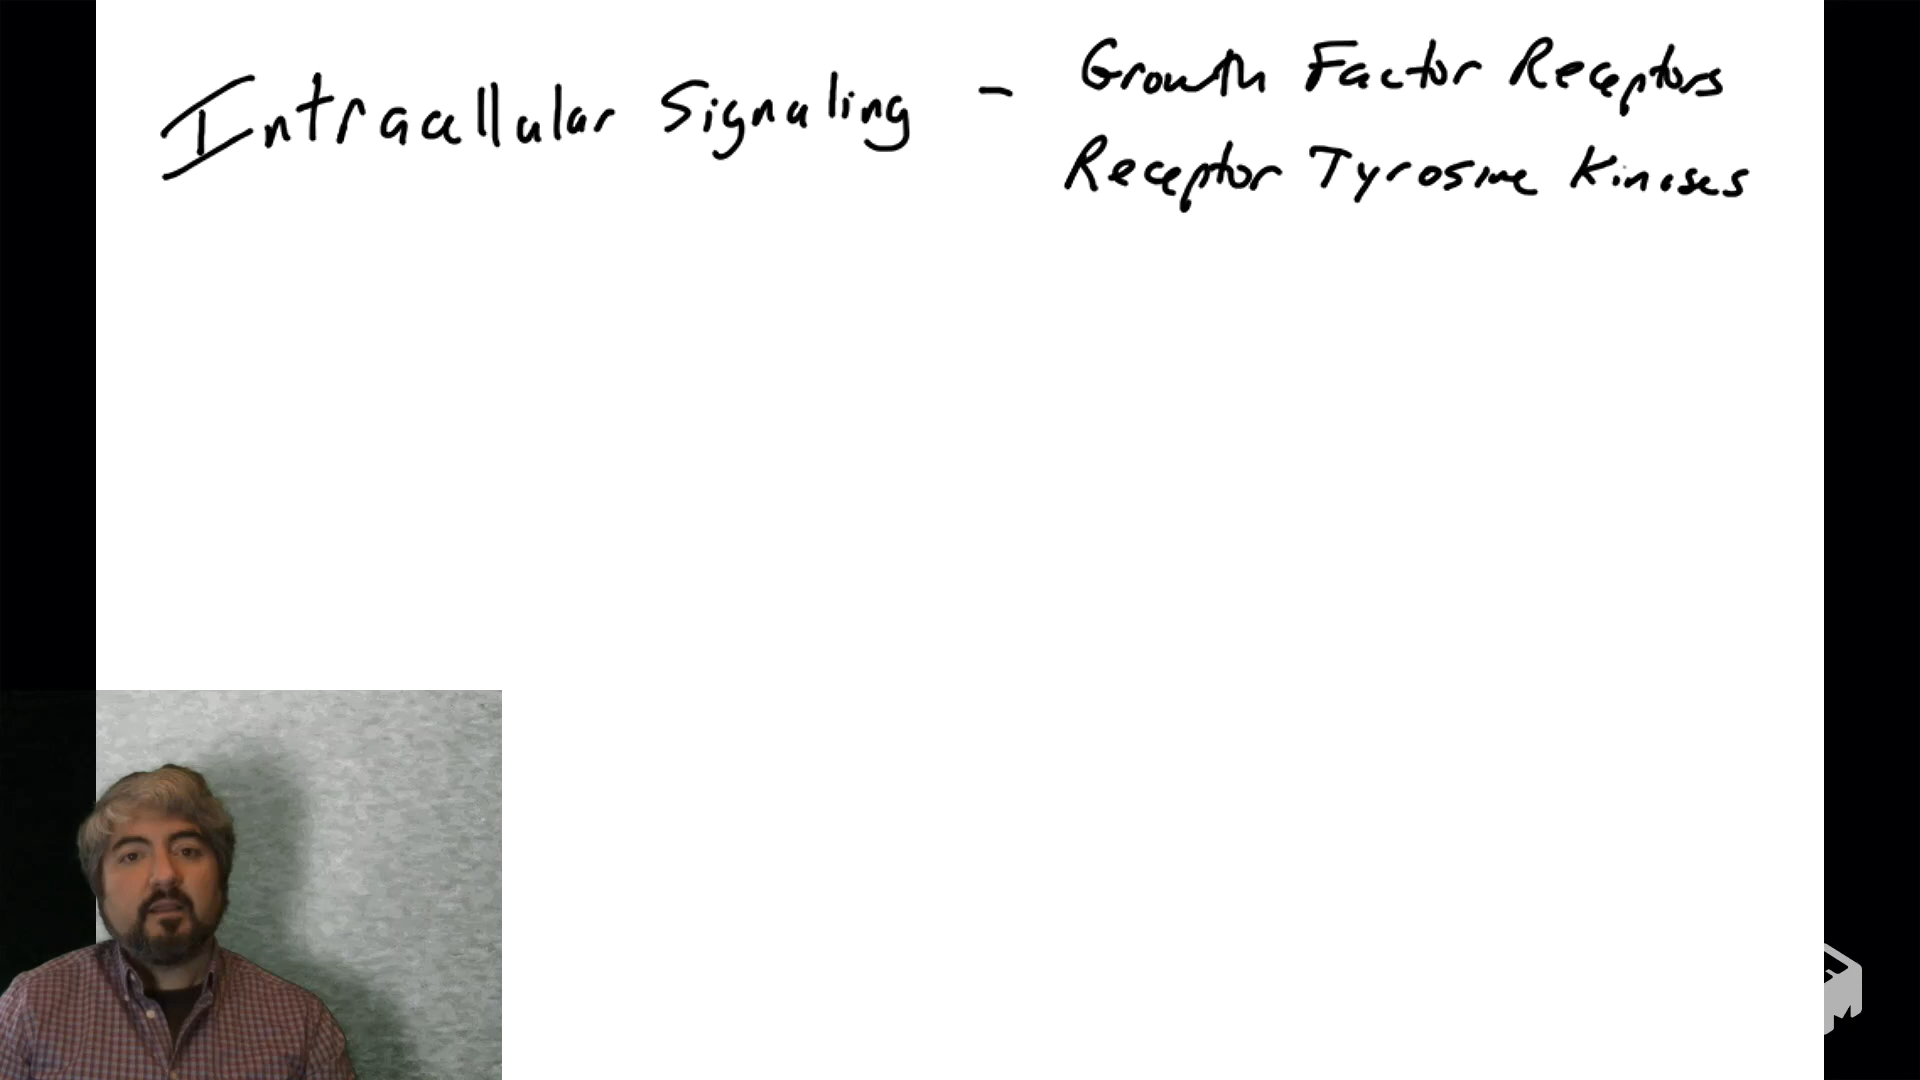 Intracellular Signaling - Growth Factor Receptors
Receptor Tyrosine Kinases